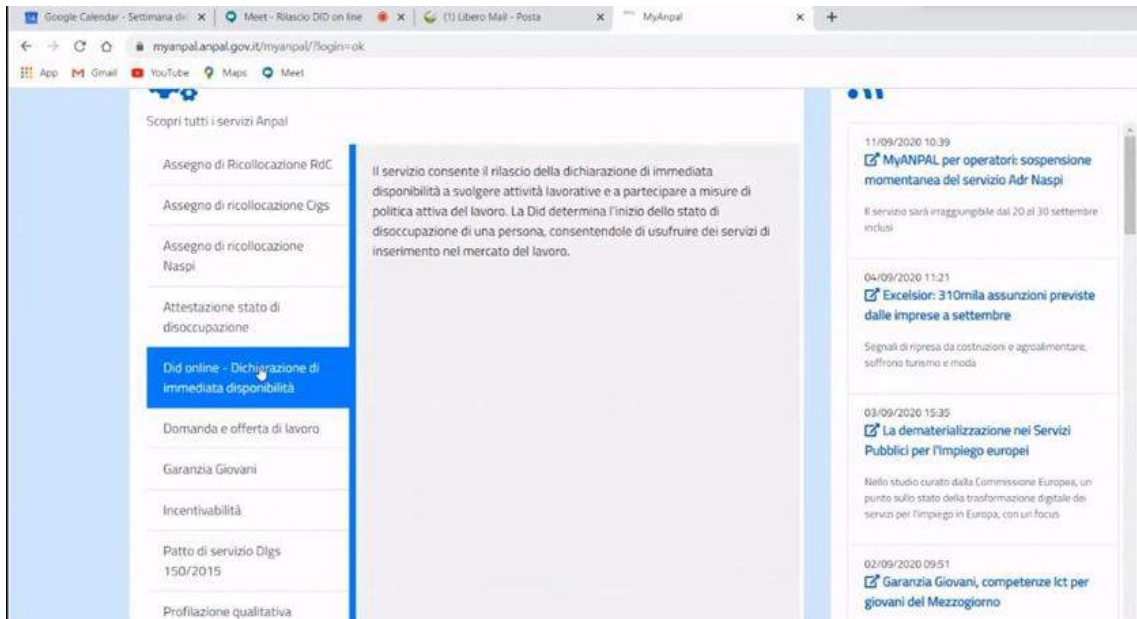 Google Calendar - Settimana de
Meet - Rilascio DID on line
(1) Libero Mail - Posta
MyAnpal
myanpal.anpal.gov.it/myanpal/?login=ok
App
Gmail
YouTube
Maps
Meet
Scopri tutti i servizi Anpal
Assegno di Ricollocazione RdC
Assegno di ricollocazione Cigs
Assegno di ricollocazione
Naspi
Attestazione stato di
disoccupazione
Did online - Dichiarazione di
immediata disponibilità
Domanda e offerta di lavoro
Garanzia Giovani
Incentivabilità
Patto di servizio Dlgs
150/2015
Profilazione qualitativa
Il servizio consente il rilascio della dichiarazione di immediata
disponibilità a svolgere attività lavorative e a partecipare a misure di
politica attiva del lavoro. La Did determina l'inizio dello stato di
disoccupazione di una persona, consentendole di usufruire dei servizi di
inserimento nel mercato del lavoro.
11/09/2020 10:39
MyANPAL per operatori: sospensione
momentanea del servizio Adr Naspi
Il servizio sarà irraggiungibile dal 20 al 30 settembre
inclusi
04/09/2020 11:21
Excelsior: 310mila assunzioni previste
dalle imprese a settembre
Segnali di ripresa da costruzioni e agroalimentare,
soffrono turismo e moda
03/09/2020 15:35
La dematerializzazione nei Servizi
Pubblici per l'Impiego europei
Nello studio curato dalla Commissione Europea, un
punto sullo stato della trasformazione digitale dei
servizi per l'impiego in Europa, con un focus
02/09/2020 09:51
Garanzia Giovani, competenze Ict per
giovani del Mezzogiorno